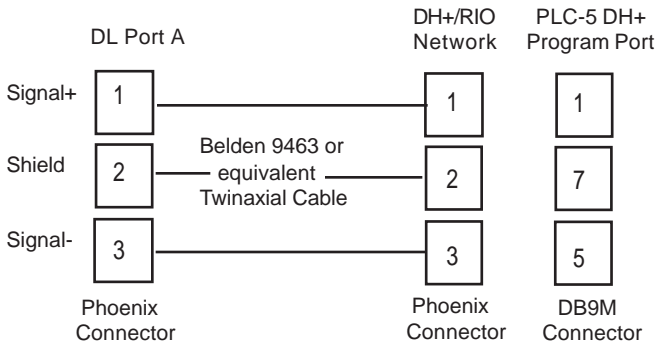 DL Port A
DH+/RIO
Network
PLC-5 DH+
Program Port
Signal+ 1 1 1
Shield 2 Belden 9463 or
equivalent
Twinaxial Cable 2 7
Signal- 3 3 5
Phoenix
Connector
Phoenix
Connector
DB9M
Connector